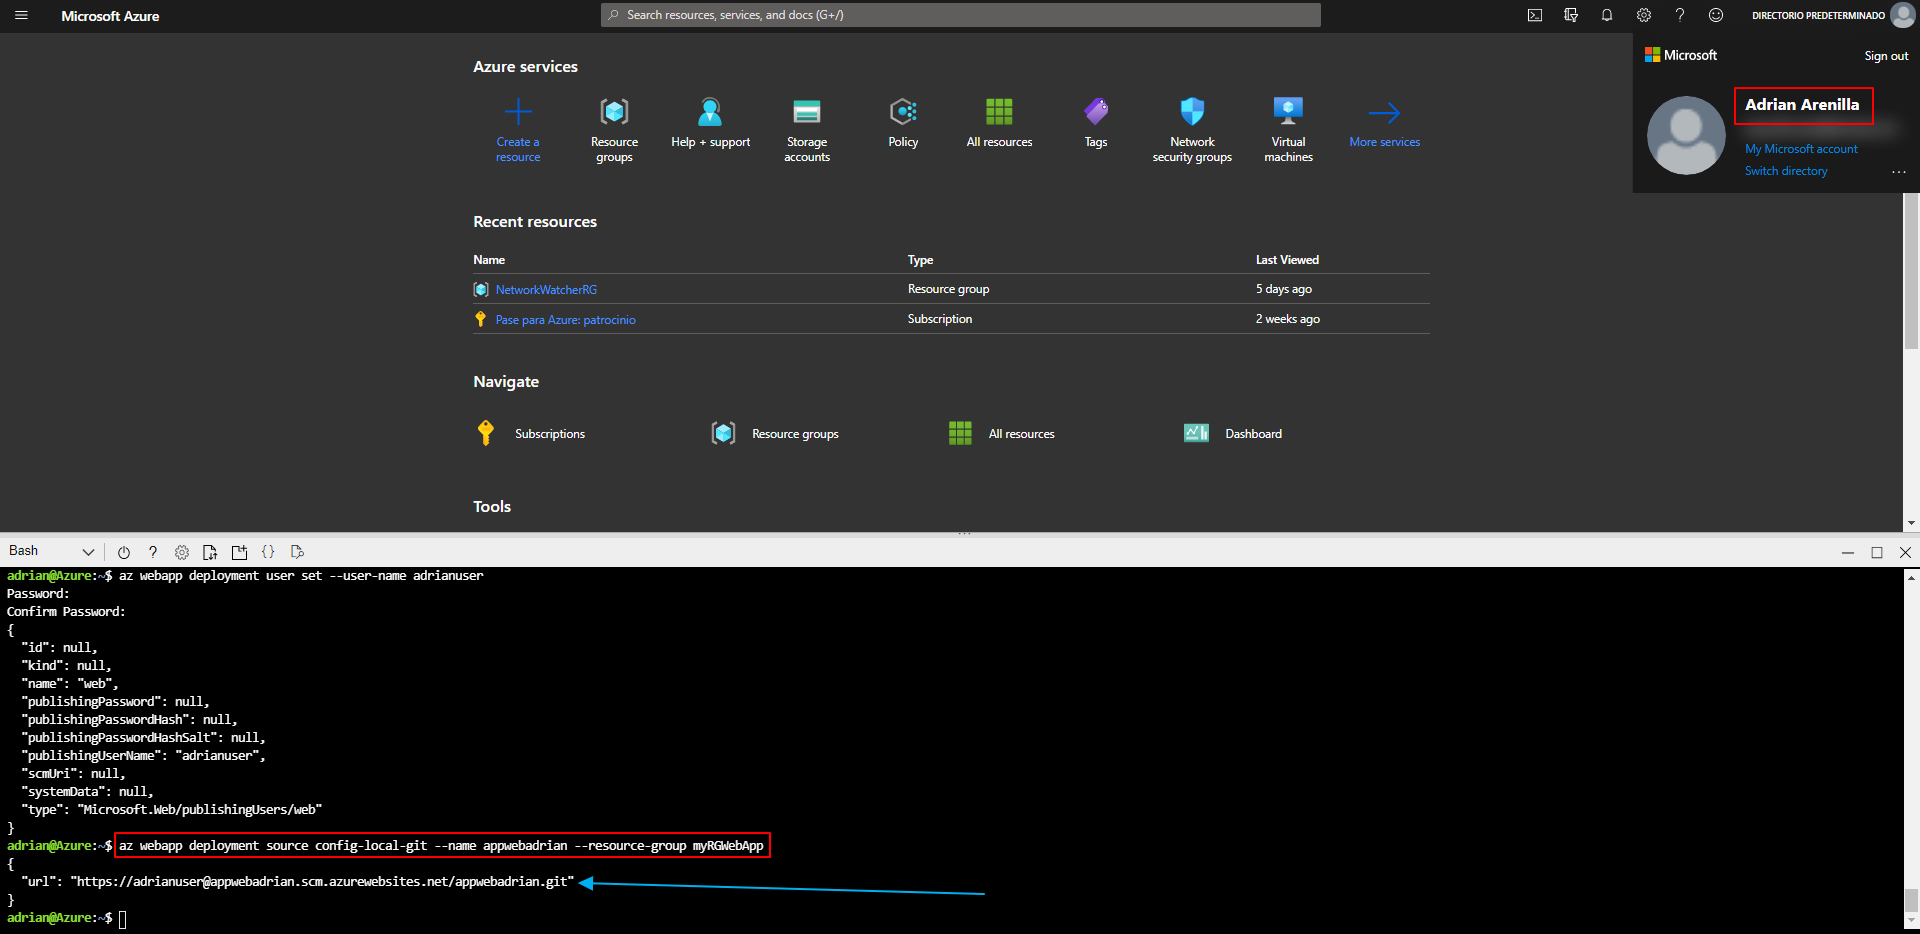 Microsoft Azure
Search resources, services, and docs (G+/)
DIRECTORIO PREDETERMINADO
Microsoft
Sign out
Adrian Arenilla
My Microsoft account
Switch directory
...
Azure services
Create a resource
Resource groups
Help + support
Storage accounts
Policy
All resources
Tags
Network security groups
Virtual machines
More services
Recent resources
Name Type Last Viewed
NetworkWatcherRG Resource group 5 days ago
Pase para Azure: patrocinio Subscription 2 weeks ago
Navigate
Subscriptions Resource groups All resources Dashboard
Tools
Bash
adrian@Azure:~$ az webapp deployment user set --user-name adrianuser
Password:
Confirm Password:
{
"id": null,
"kind": null,
"name": "web",
"publishingPassword": null,
"publishingPasswordHash": null,
"publishingPasswordHashSalt": null,
"publishingUserName": "adrianuser",
"scmUri": null,
"systemData": null,
"type": "Microsoft.Web/publishingUsers/web"
}
adrian@Azure:~$ az webapp deployment source config-local-git --name appwebadrian --resource-group myRGWebApp
{
"url": "https://adrianuser@appwebadrian.scm.azurewebsites.net/appwebadrian.git"
}
adrian@Azure:~$